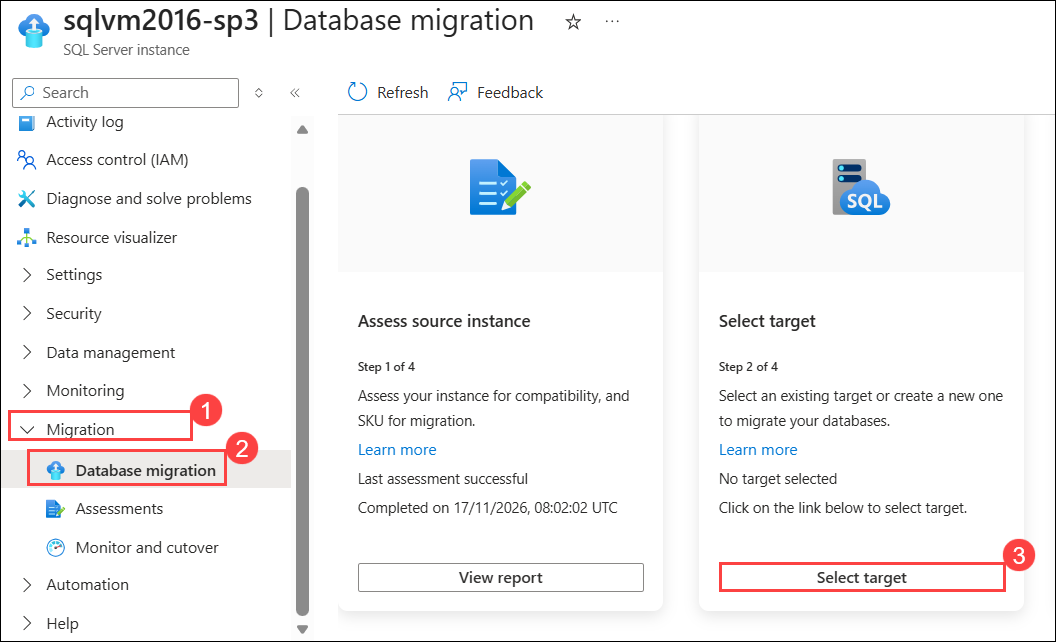 sqlvm2016-sp3 | Database migration ☆ ...
SQL Server instance
Search
Refresh
Feedback
Activity log
Access control (IAM)
Diagnose and solve problems
Resource visualizer
Settings
Security
Data management
Monitoring
Migration
1
Database migration
2
Assessments
Monitor and cutover
Automation
Help
Assess source instance
Step 1 of 4
Assess your instance for compatibility, and
SKU for migration.
Learn more
Last assessment successful
Completed on 17/11/2026, 08:02:02 UTC
View report
SQL
Select target
Step 2 of 4
Select an existing target or create a new one
to migrate your databases.
Learn more
No target selected
Click on the link below to select target.
Select target
3